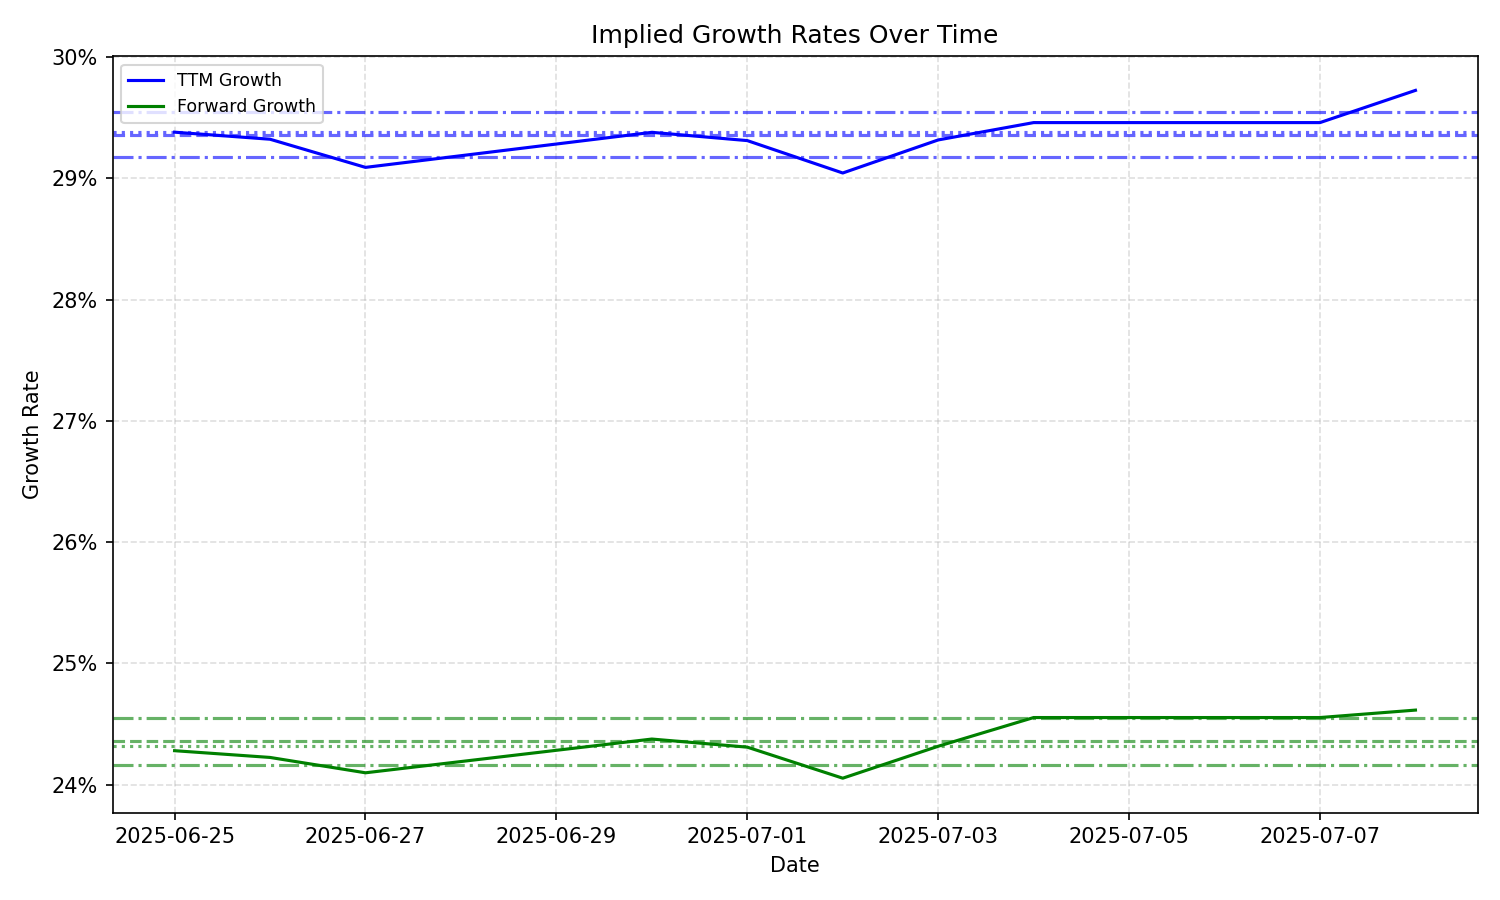 Implied Growth Rates Over Time
30%
TTM Growth
Forward Growth
29%
28%
27%
Growth Rate
26%
25%
24%
2025-06-25 2025-06-27 2025-06-29 2025-07-01 2025-07-03 2025-07-05 2025-07-07
Date